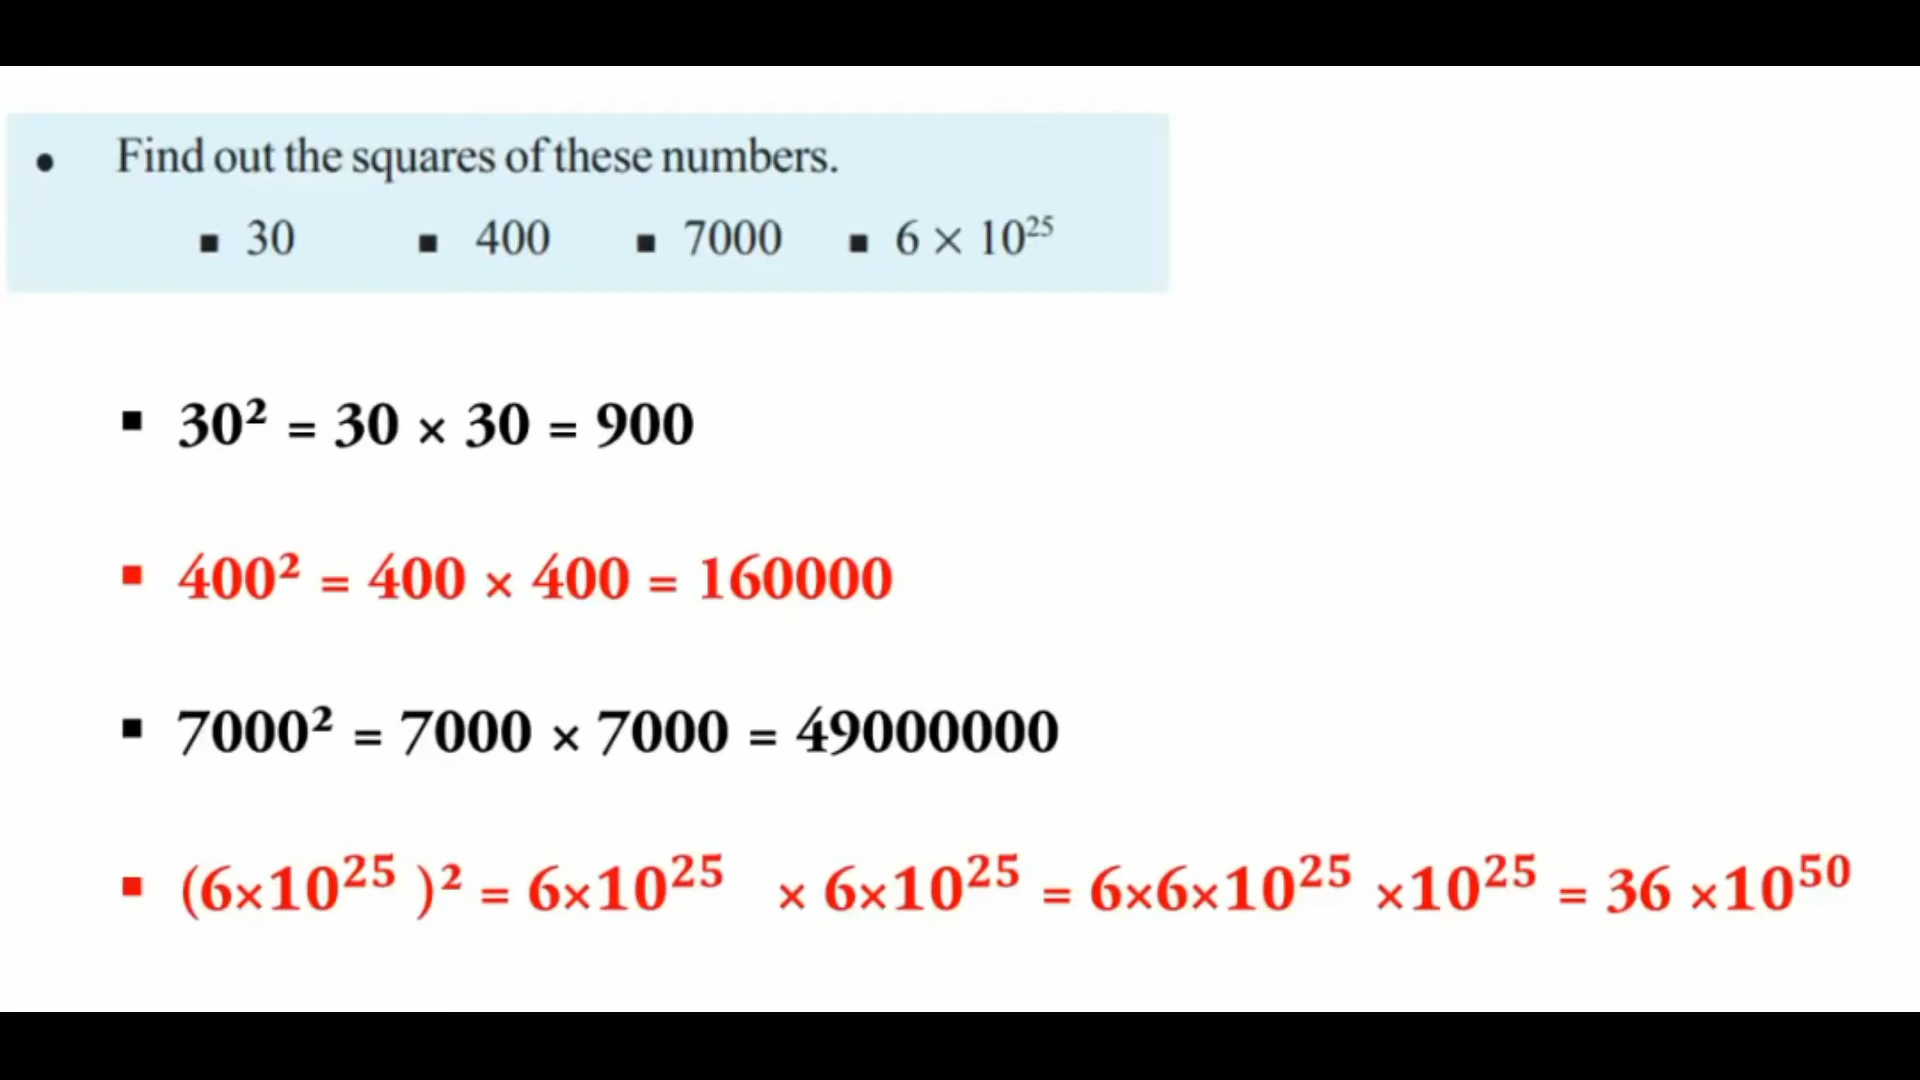 • Find out the squares of these numbers.
▪ 30 ▪ 400 ▪ 7000 ▪ 6 × 10²⁵
▪ 30² = 30 × 30 = 900
▪ 400² = 400 × 400 = 160000
▪ 7000² = 7000 × 7000 = 49000000
▪ (6×10²⁵ )² = 6×10²⁵ × 6×10²⁵ = 6×6×10²⁵ ×10²⁵ = 36 ×10⁵⁰